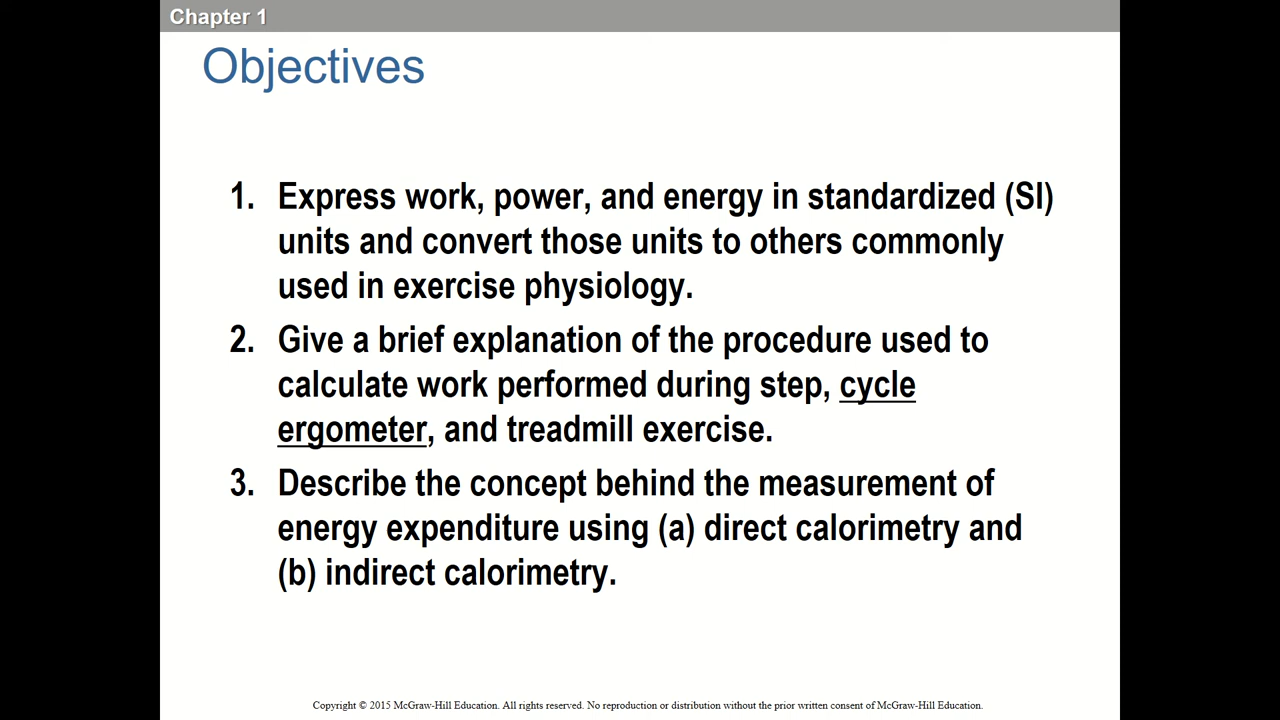 Chapter 1
Objectives
1. Express work, power, and energy in standardized (SI)
units and convert those units to others commonly
used in exercise physiology.
2. Give a brief explanation of the procedure used to
calculate work performed during step, cycle
ergometer, and treadmill exercise.
3. Describe the concept behind the measurement of
energy expenditure using (a) direct calorimetry and
(b) indirect calorimetry.
Copyright © 2015 McGraw-Hill Education. All rights reserved. No reproduction or distribution without the prior written consent of McGraw-Hill Education.